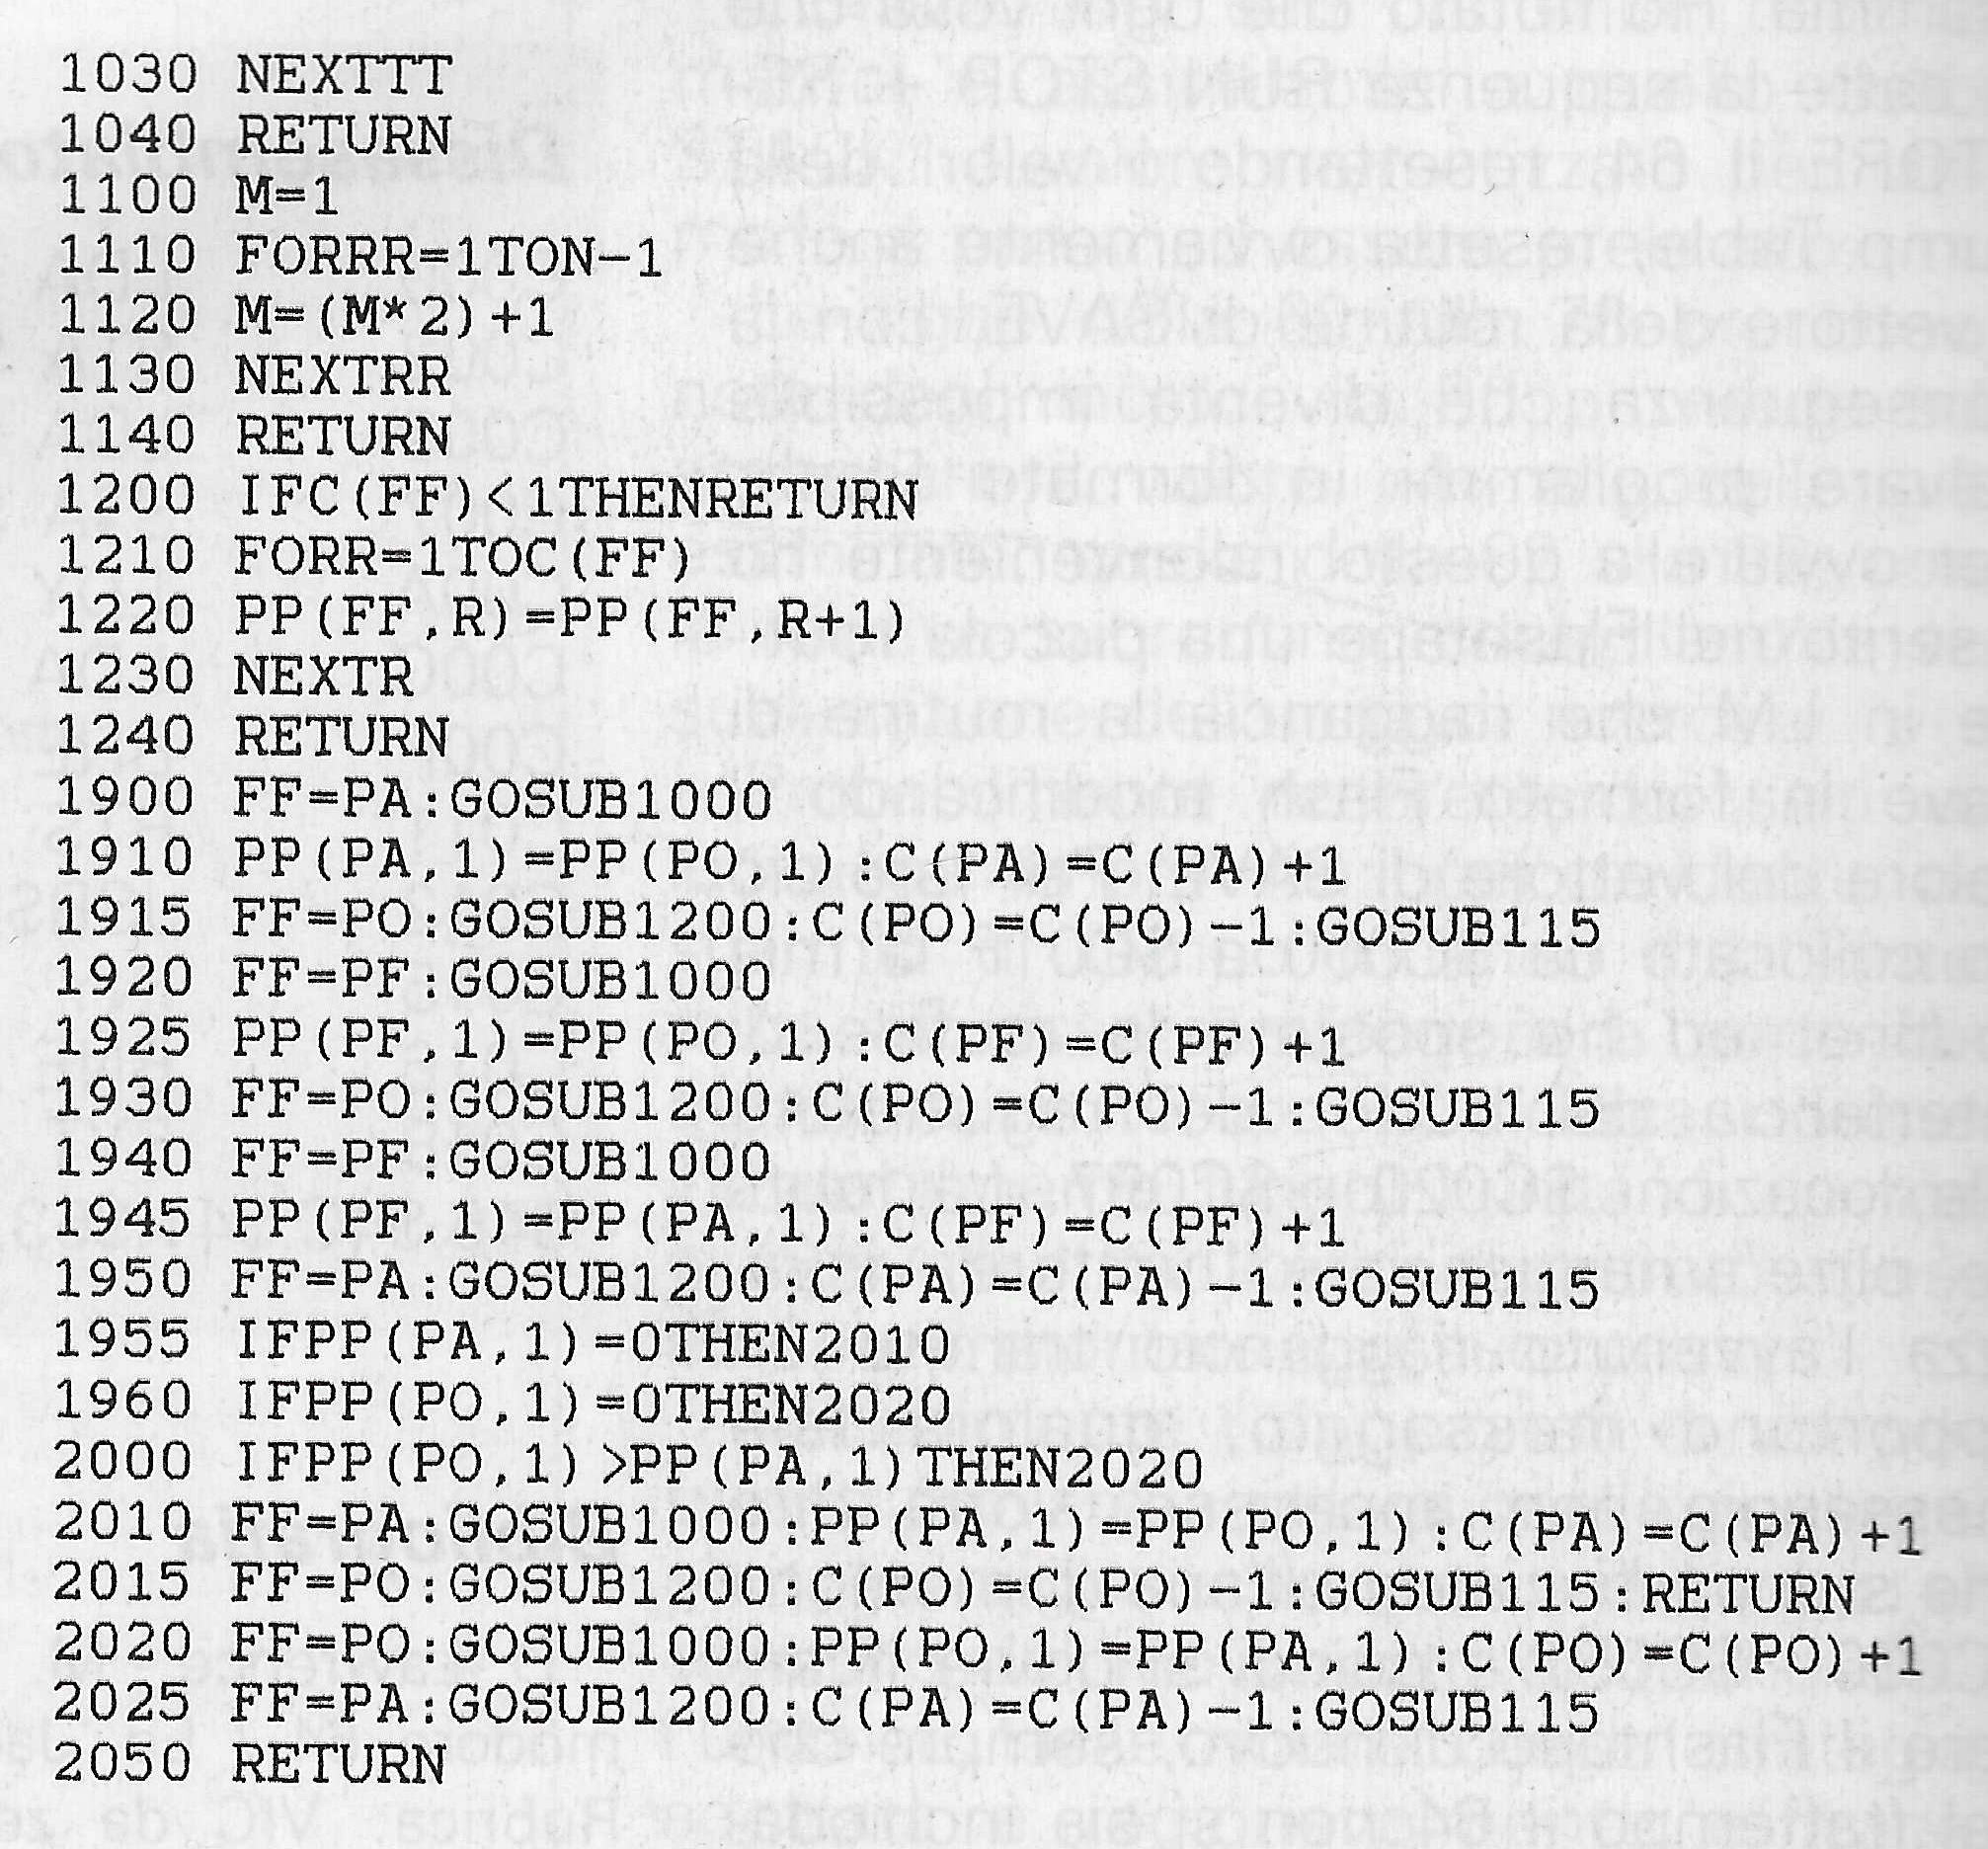 1030 NEXTTT
1040 RETURN
1100 M=1
1110 FORRR=1TON-1
1120 M=(M*2)+1
1130 NEXTRR
1140 RETURN
1200 IFC(FF)<1THENRETURN
1210 FORR=1TOC(FF)
1220 PP(FF,R)=PP(FF,R+1)
1230 NEXTR
1240 RETURN
1900 FF=PA:GOSUB1000
1910 PP(PA,1)=PP(PO,1):C(PA)=C(PA)+1
1915 FF=PO:GOSUB1200:C(PO)=C(PO)-1:GOSUB115
1920 FF=PF:GOSUB1000
1925 PP(PF,1)=PP(PO,1):C(PF)=C(PF)+1
1930 FF=PO:GOSUB1200:C(PO)=C(PO)-1:GOSUB115
1940 FF=PF:GOSUB1000
1945 PP(PF,1)=PP(PA,1):C(PF)=C(PF)+1
1950 FF=PA:GOSUB1200:C(PA)=C(PA)-1:GOSUB115
1955 IFPP(PA,1)=0THEN2010
1960 IFPP(PO,1)=0THEN2020
2000 IFPP(PO,1)>PP(PA,1)THEN2020
2010 FF=PA:GOSUB1000:PP(PA,1)=PP(PO,1):C(PA)=C(PA)+1
2015 FF=PO:GOSUB1200:C(PO)=C(PO)-1:GOSUB115:RETURN
2020 FF=PO:GOSUB1000:PP(PO,1)=PP(PA,1):C(PO)=C(PO)+1
2025 FF=PA:GOSUB1200:C(PA)=C(PA)-1:GOSUB115
2050 RETURN